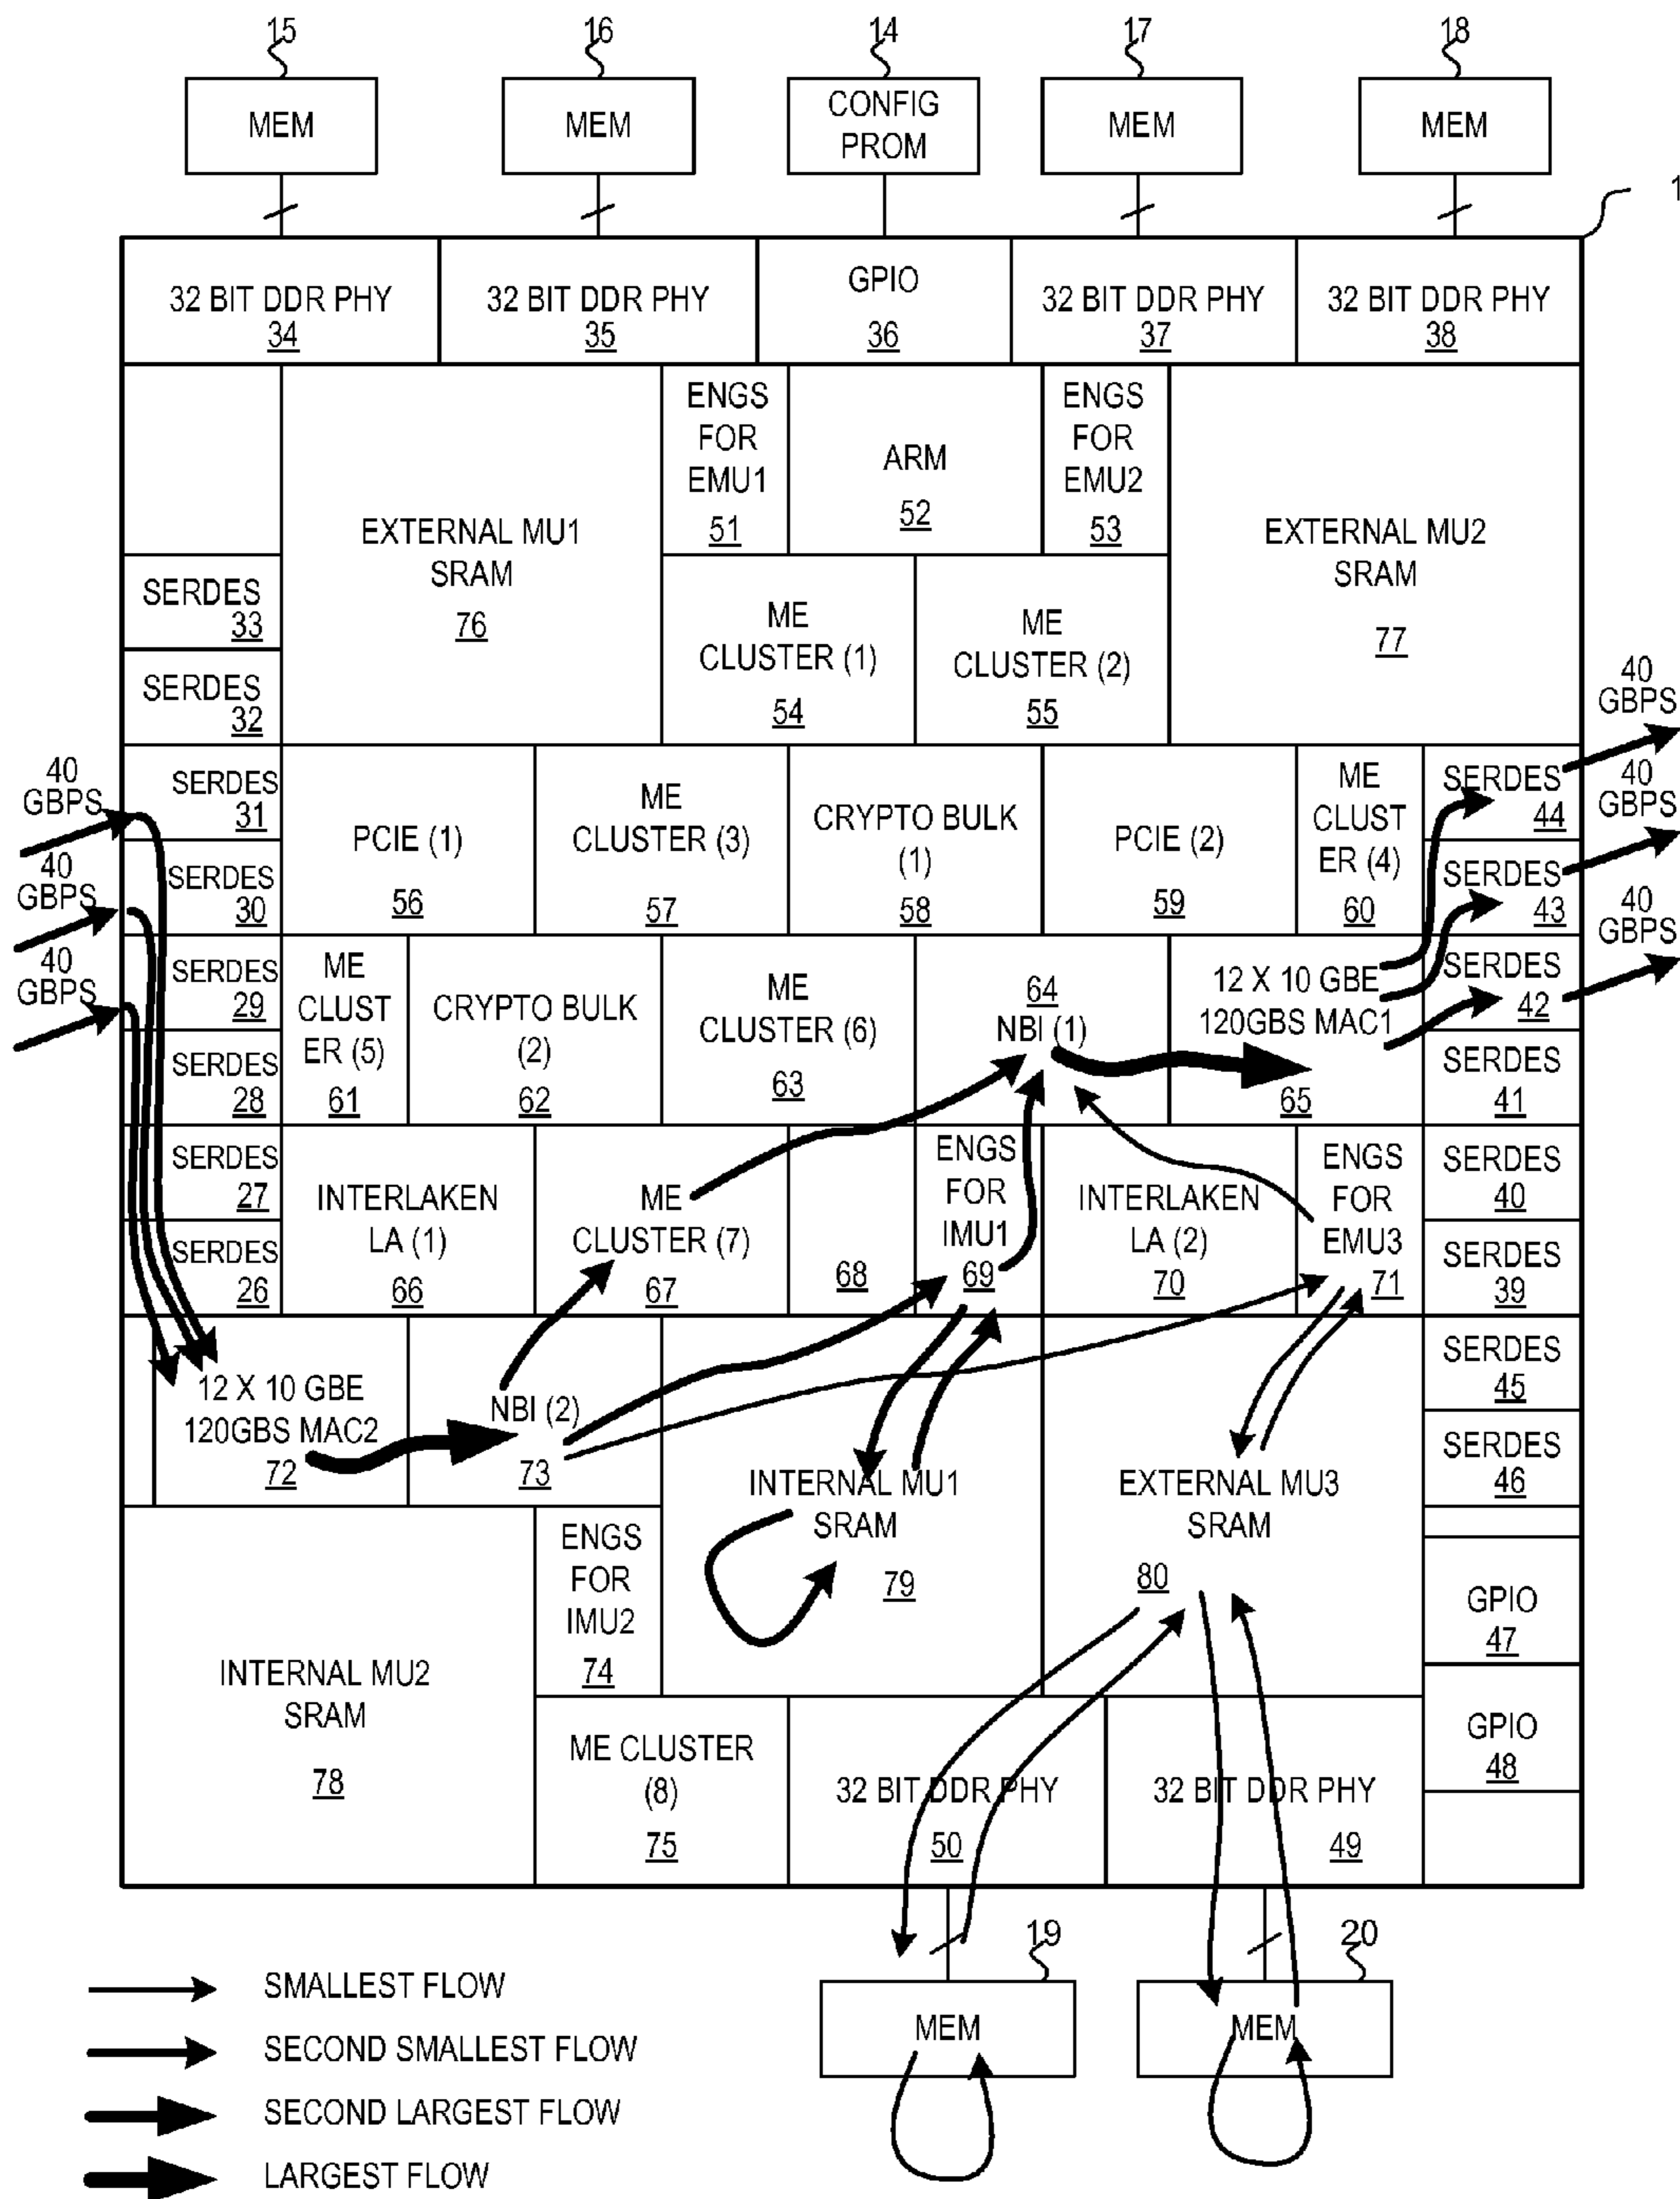 15
16
14
17
18
MEM
MEM
CONFIG
PROM
MEM
MEM
1
32 BIT DDR PHY
34
32 BIT DDR PHY
35
GPIO
36
32 BIT DDR PHY
37
32 BIT DDR PHY
38
EXTERNAL MU1
SRAM
76
ENGS
FOR
EMU1
51
ARM
52
ENGS
FOR
EMU2
53
EXTERNAL MU2
SRAM
77
SERDES
33
SERDES
32
ME
CLUSTER (1)
54
ME
CLUSTER (2)
55
40
GBPS
40
GBPS
40
GBPS
SERDES
31
SERDES
30
PCIE (1)
56
ME
CLUSTER (3)
57
CRYPTO BULK
(1)
58
PCIE (2)
59
ME
CLUST
ER (4)
60
SERDES
44
SERDES
43
40
GBPS
40
GBPS
40
GBPS
SERDES
29
SERDES
28
ME
CLUST
ER (5)
61
CRYPTO BULK
(2)
62
ME
CLUSTER (6)
63
64
NBI (1)
12 X 10 GBE
120GBS MAC1
65
SERDES
42
SERDES
41
SERDES
27
SERDES
26
INTERLAKEN
LA (1)
66
ME
CLUSTER (7)
67
68
ENGS
FOR
IMU1
69
INTERLAKEN
LA (2)
70
ENGS
FOR
EMU3
71
SERDES
40
SERDES
39
12 X 10 GBE
120GBS MAC2
72
NBI (2)
73
INTERNAL MU1
SRAM
79
EXTERNAL MU3
SRAM
80
SERDES
45
SERDES
46
INTERNAL MU2
SRAM
78
ENGS
FOR
IMU2
74
GPIO
47
GPIO
48
ME CLUSTER
(8)
75
32 BIT DDR PHY
50
32 BIT DDR PHY
49
19
20
MEM
MEM
SMALLEST FLOW
SECOND SMALLEST FLOW
SECOND LARGEST FLOW
LARGEST FLOW